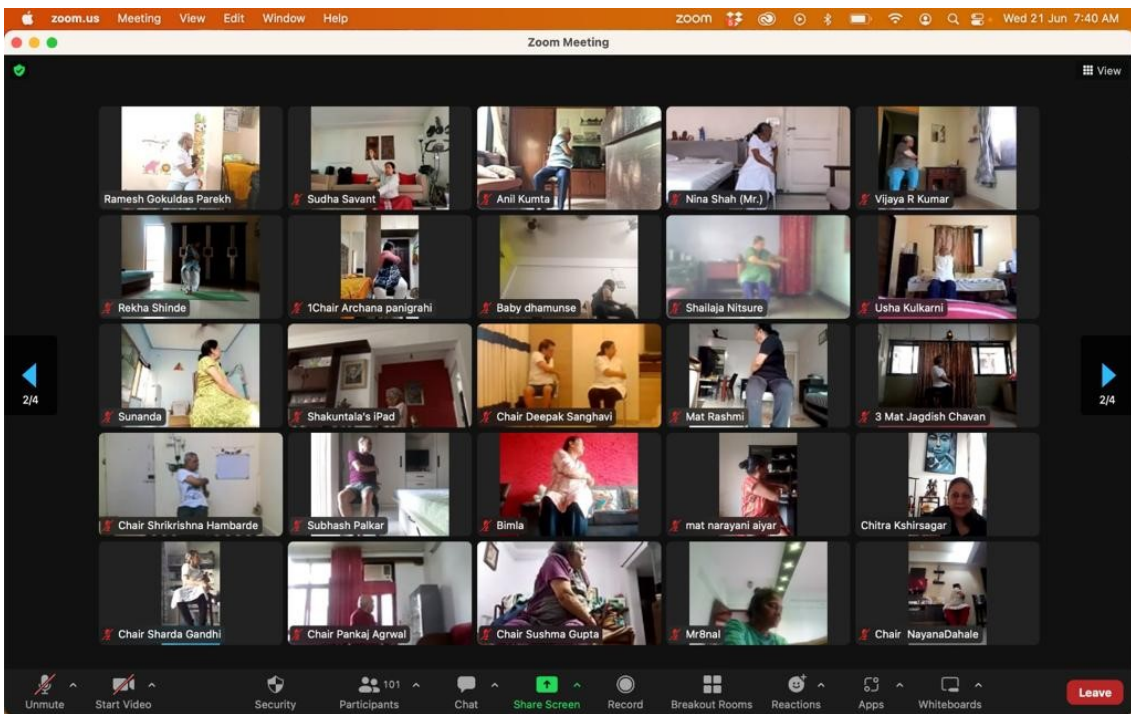 zoom.us Meeting View Edit Window Help zoom Wed 21 Jun 7:40 AM
Zoom Meeting
View
Ramesh Gokuldas Parekh Sudha Savant Anil Kumta Nina Shah (Mr.) Vijaya R Kumar
Rekha Shinde 1Chair Archana panigrahi Baby dhamunse Shailaja Nitsure Usha Kulkarni
2/4 2/4
Sunanda Shakuntala's iPad Chair Deepak Sanghavi Mat Rashmi 3 Mat Jagdish Chavan
Chair Shrikrishna Hambarde Subhash Palkar Bimla mat narayani aiyar Chitra Kshirsagar
Chair Sharda Gandhi Chair Pankaj Agrwal Chair Sushma Gupta Mr8nal Chair NayanaDahale
101
Unmute Start Video Security Participants Chat Share Screen Record Breakout Rooms Reactions Apps Whiteboards Leave